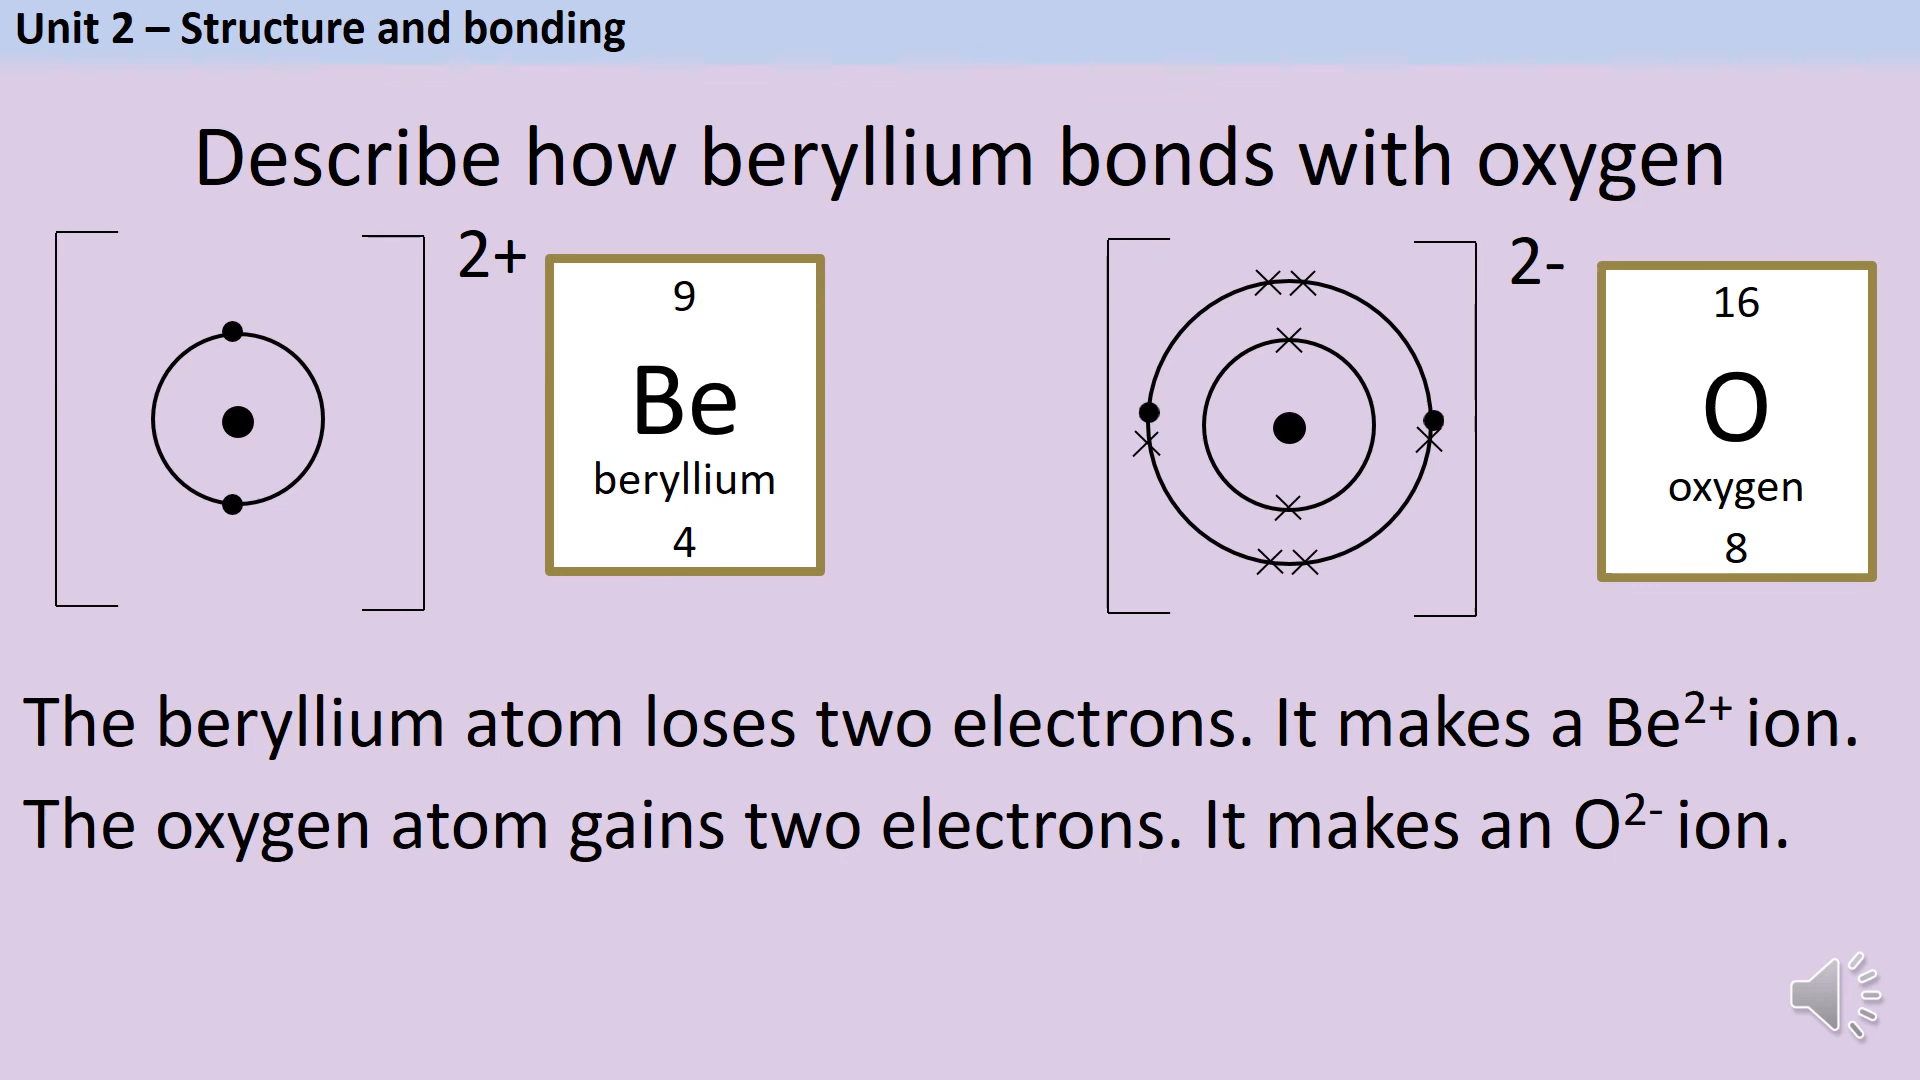 Unit 2 – Structure and bonding
Describe how beryllium bonds with oxygen
2+
9
Be
beryllium
4
2-
16
O
oxygen
8
The beryllium atom loses two electrons. It makes a Be²⁺ ion.
The oxygen atom gains two electrons. It makes an O²⁻ ion.